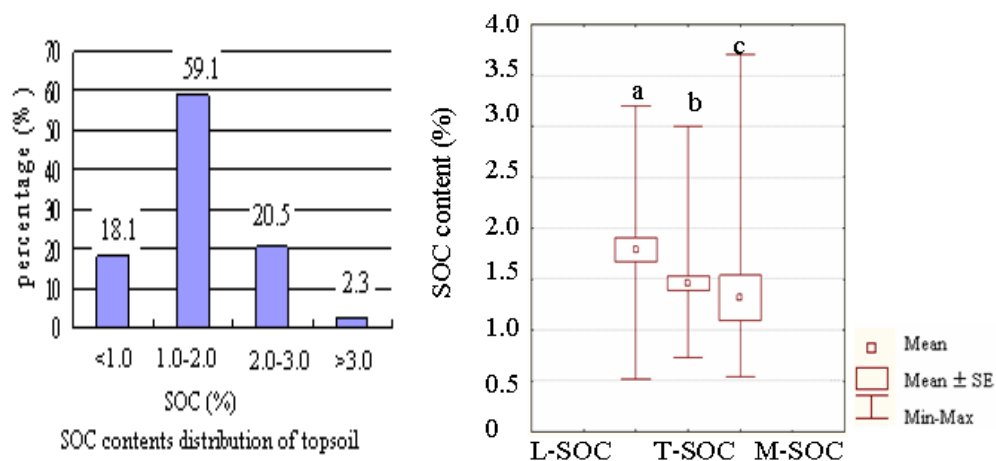 percentage (%)
70
60
50
40
30
20
10
0
18.1
59.1
20.5
2.3
<1.0 1.0-2.0 2.0-3.0 >3.0
SOC (%)
SOC contents distribution of topsoil
SOC content (%)
4.0
3.5
3.0
2.5
2.0
1.5
1.0
0.5
0
a
b
c
L-SOC T-SOC M-SOC
Mean
Mean ± SE
Min-Max